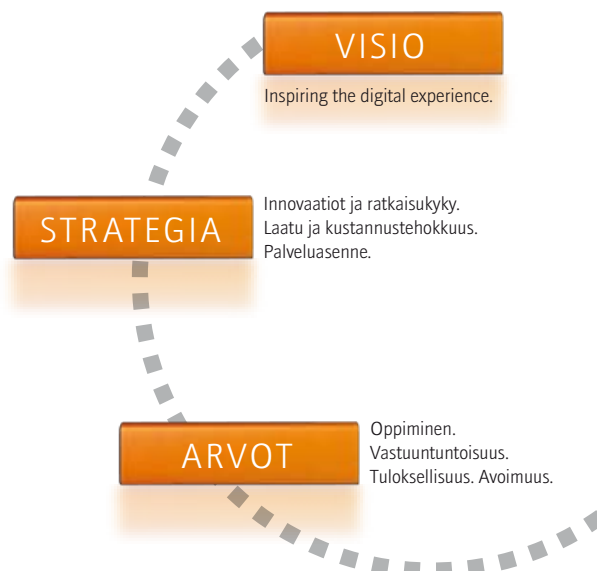 VISIO
Inspiring the digital experience.
STRATEGIA
Innovaatiot ja ratkaisukyky.
Laatu ja kustannustehokkuus.
Palveluasenne.
ARVOT
Oppiminen.
Vastuuntuntoisuus.
Tuloksellisuus. Avoimuus.